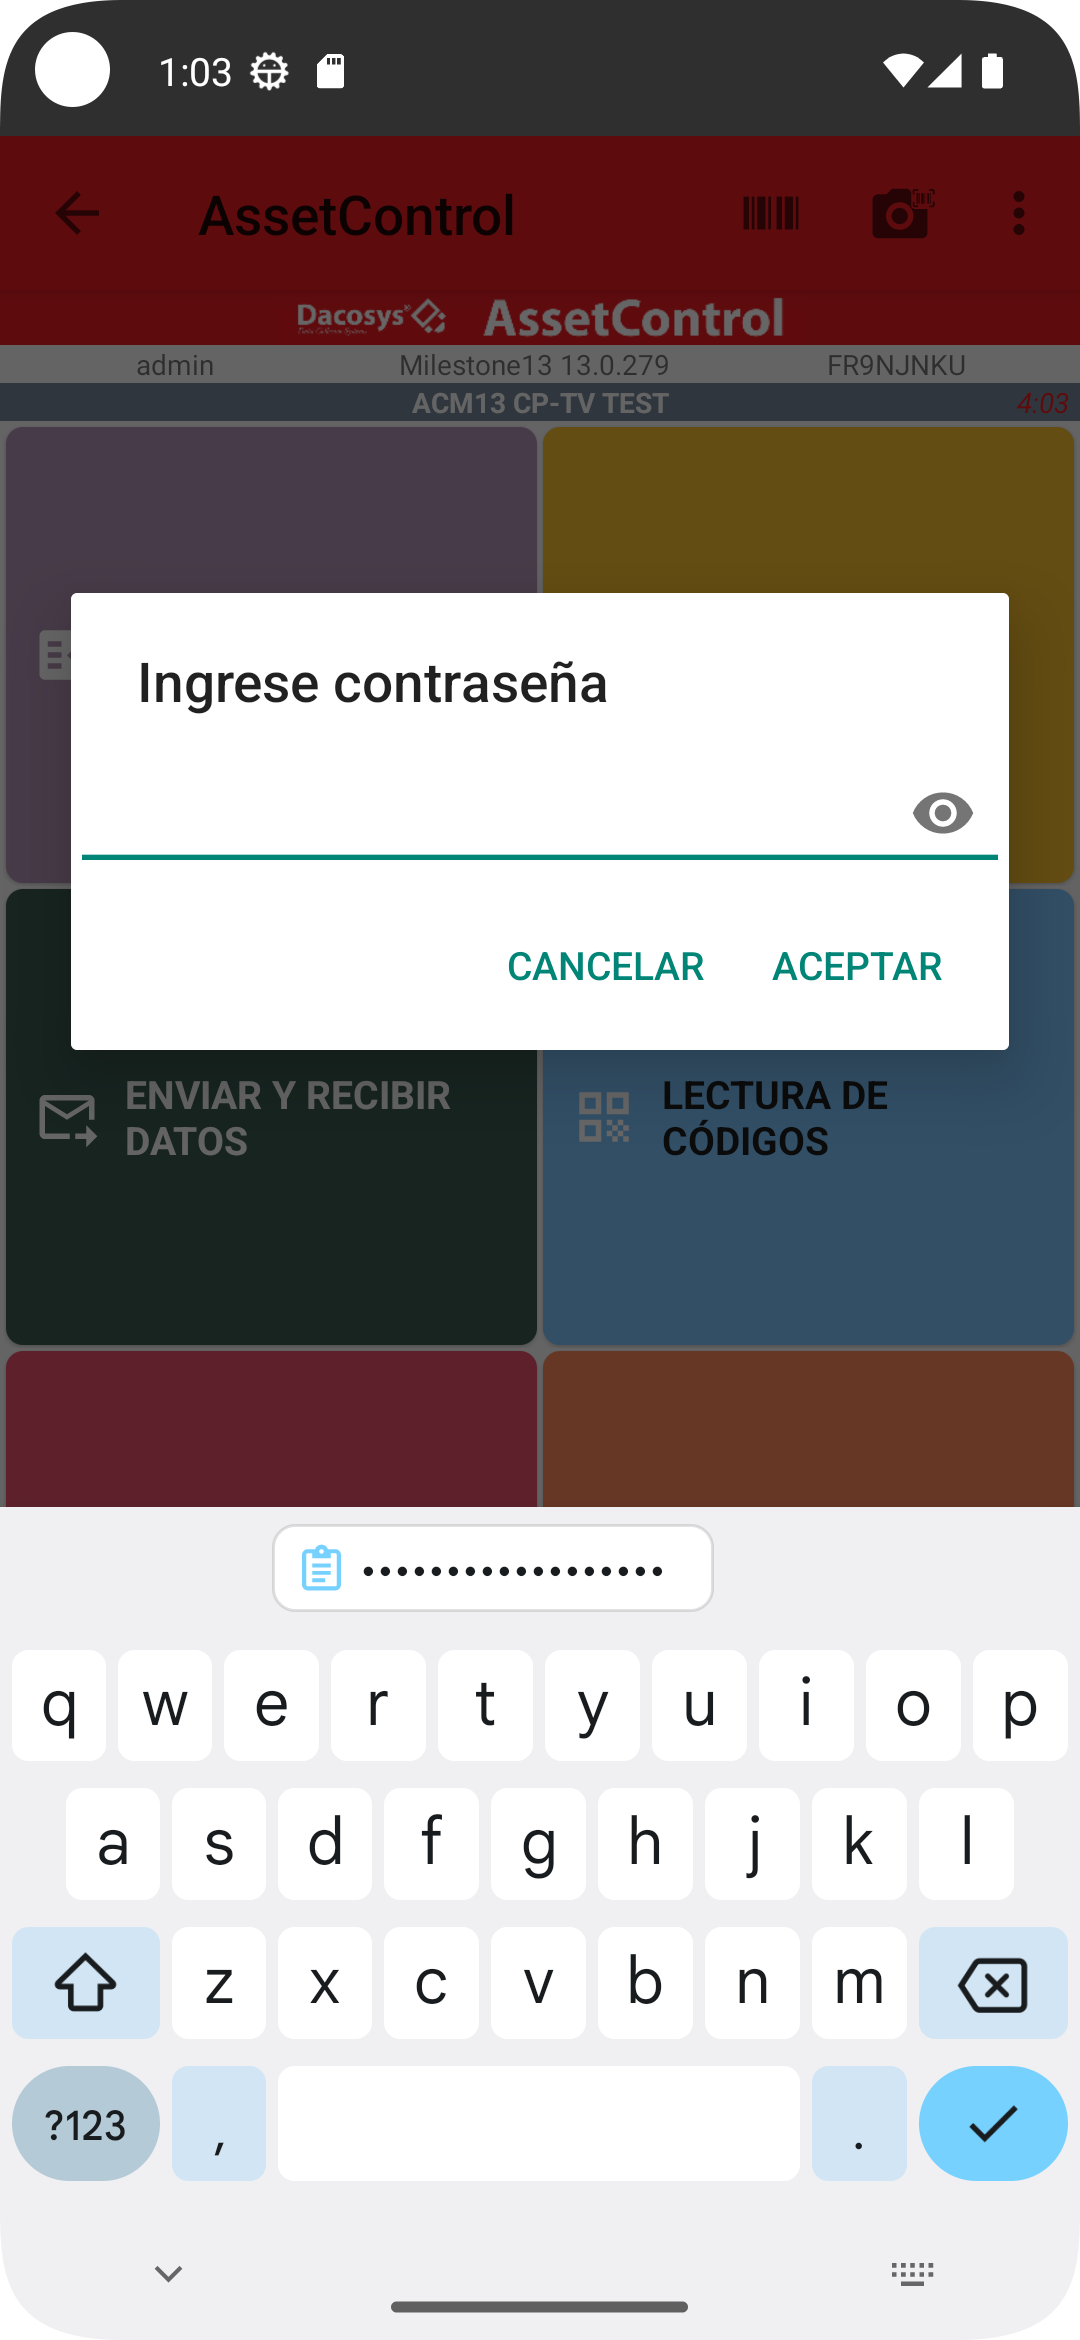 1:03
AssetControl
Dacosys® AssetControl
admin Milestone13 13.0.279 FR9NJNKU
ACM13 CP-TV TEST 4:03
Ingrese contraseña
CANCELAR ACEPTAR
ENVIAR Y RECIBIR
DATOS
LECTURA DE
CÓDIGOS
••••••••••••••••••
q w e r t y u i o p
a s d f g h j k l
z x c v b n m
?123 , .